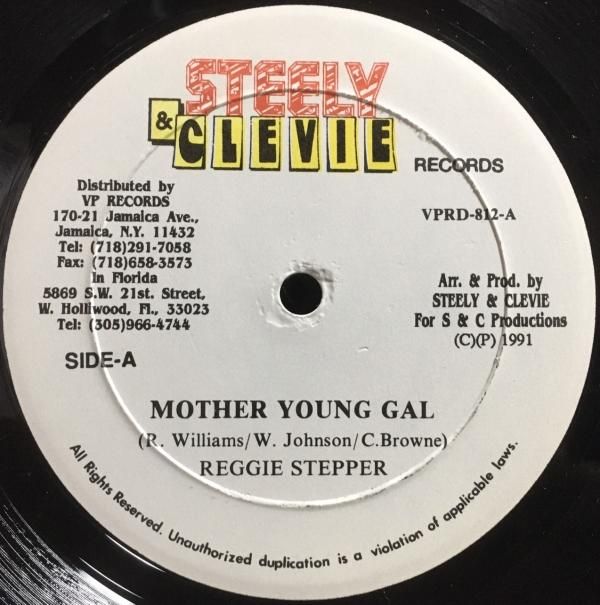 STEELY
& CLEVIE
RECORDS
Distributed by
VP RECORDS
170-21 Jamaica Ave.,
Jamaica, N.Y. 11432
Tel: (718)291-7058
Fax: (718)658-3573
In Florida
5869 S.W. 21st. Street,
W. Holliwood, Fl., 33023
Tel: (305)966-4744
SIDE-A
VPRD-812-A
Arr. & Prod. by
STEELY & CLEVIE
For S & C Productions
(C)(P) 1991
MOTHER YOUNG GAL
(R. Williams/W. Johnson/C.Browne)
REGGIE STEPPER
All Rights Reserved. Unauthorized duplication is a violation of applicable laws.